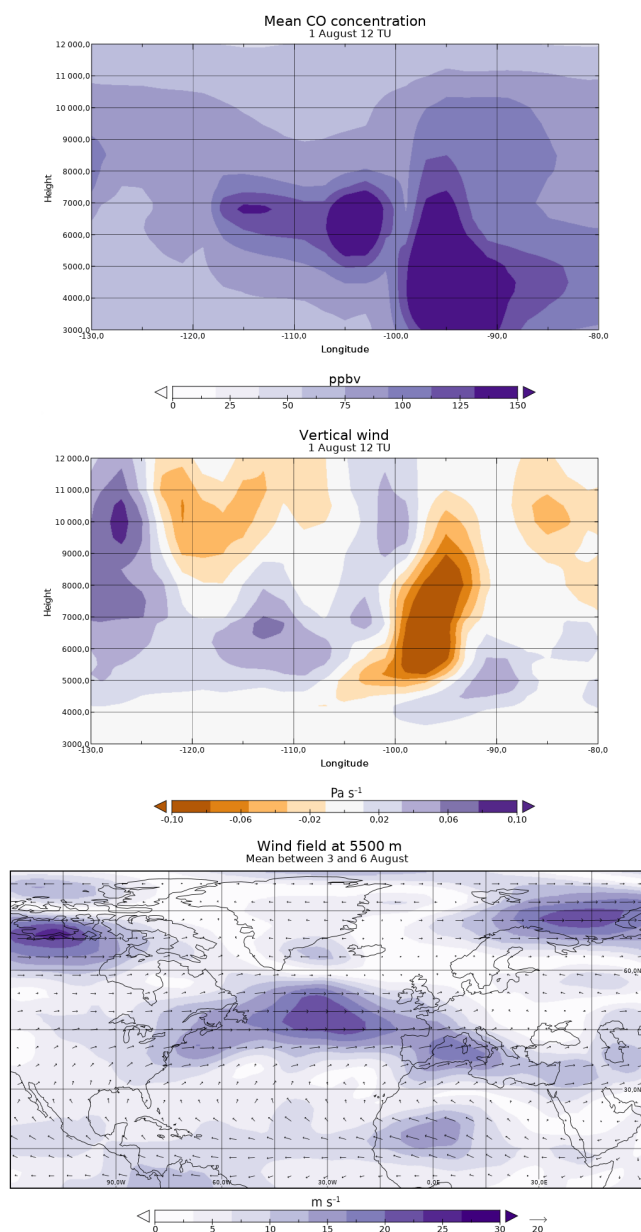 Mean CO concentration
1 August 12 TU
12 000,0
11 000,0
10 000,0
9000,0
8000,0
7000,0
6000,0
5000,0
4000,0
3000,0
Height
-130,0 -120,0 -110,0 -100,0 -90,0 -80,0
Longitude
ppbv
0 25 50 75 100 125 150
Vertical wind
1 August 12 TU
12 000,0
11 000,0
10 000,0
9000,0
8000,0
7000,0
6000,0
5000,0
4000,0
3000,0
Height
-130,0 -120,0 -110,0 -100,0 -90,0 -80,0
Longitude
Pa s⁻¹
-0.10 -0.06 -0.02 0.02 0.06 0.10
Wind field at 5500 m
Mean between 3 and 6 August
60,0N
30,0N
90,0W 60,0W 30,0W 0,0E 30,0E
m s⁻¹
0 5 10 15 20 25 30 20